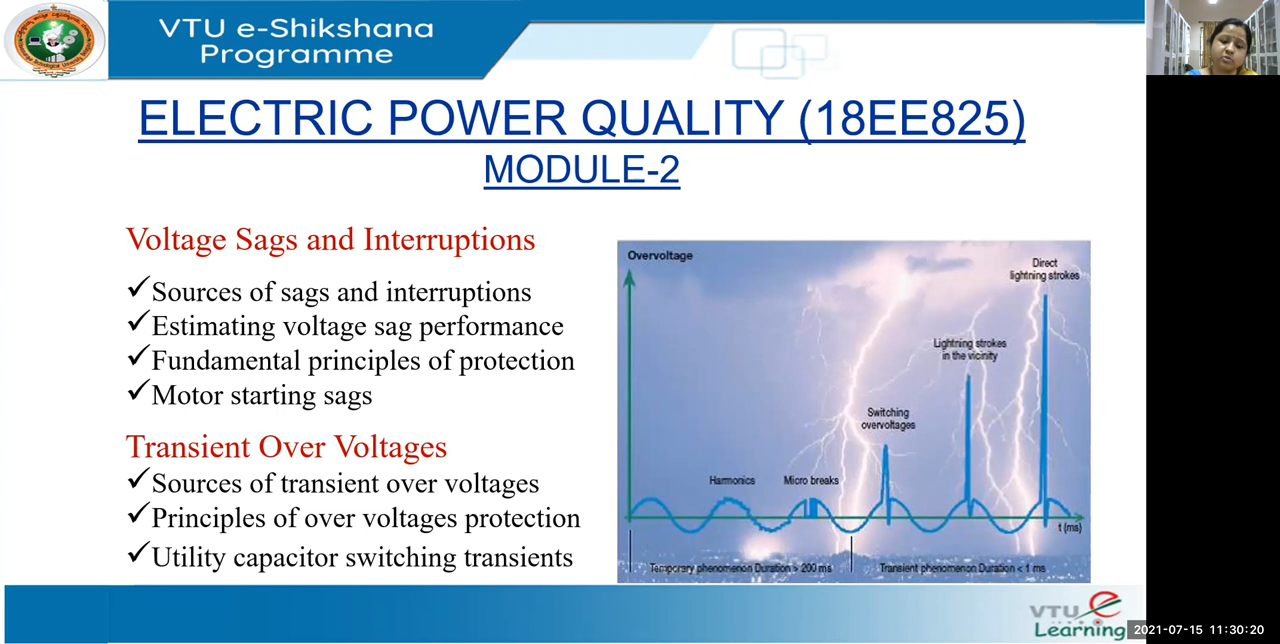 VTU e-Shikshana
Programme
ELECTRIC POWER QUALITY (18EE825)
MODULE-2
Voltage Sags and Interruptions
✓Sources of sags and interruptions
✓Estimating voltage sag performance
✓Fundamental principles of protection
✓Motor starting sags
Transient Over Voltages
✓Sources of transient over voltages
✓Principles of over voltages protection
✓Utility capacitor switching transients
Overvoltage
Direct
lightning strokes
Lightning strokes
in the vicinity
Switching
overvoltages
Harmonics
Micro breaks
t (ms)
Temporary phenomenon Duration > 200 ms
Transient phenomenon Duration < 1 ms
VTU e
Learning
2021-07-15 11:30:20